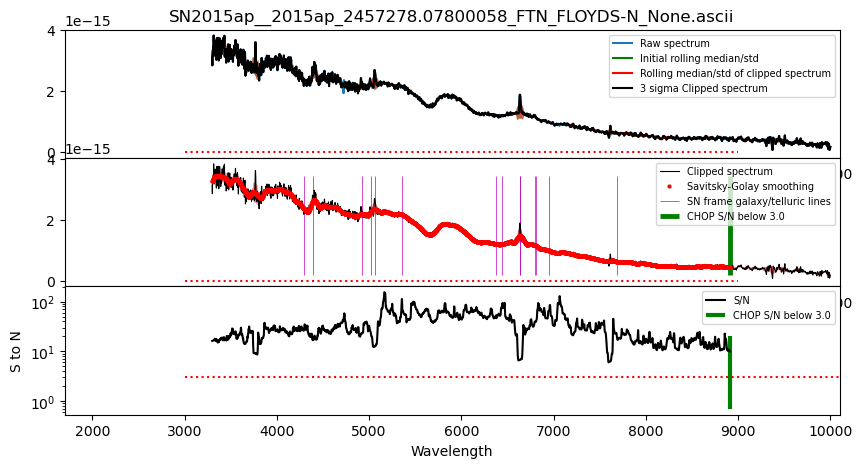 SN2015ap__2015ap_2457278.07800058_FTN_FLOYDS-N_None.ascii
1e−15
4
2
0
Raw spectrum
Initial rolling median/std
Rolling median/std of clipped spectrum
3 sigma Clipped spectrum
1e−15
4
2
0
Clipped spectrum
Savitsky-Golay smoothing
SN frame galaxy/telluric lines
CHOP S/N below 3.0
S to N
10²
10¹
10⁰
S/N
CHOP S/N below 3.0
2000 3000 4000 5000 6000 7000 8000 9000 10000
Wavelength